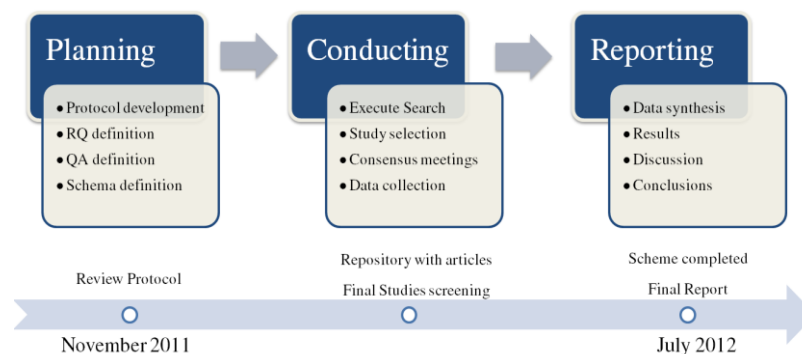 Planning
• Protocol development
• RQ definition
• QA definition
• Schema definition
Conducting
• Execute Search
• Study selection
• Consensus meetings
• Data collection
Reporting
• Data synthesis
• Results
• Discussion
• Conclusions
Review Protocol
Repository with articles
Final Studies screening
Scheme completed
Final Report
November 2011
July 2012